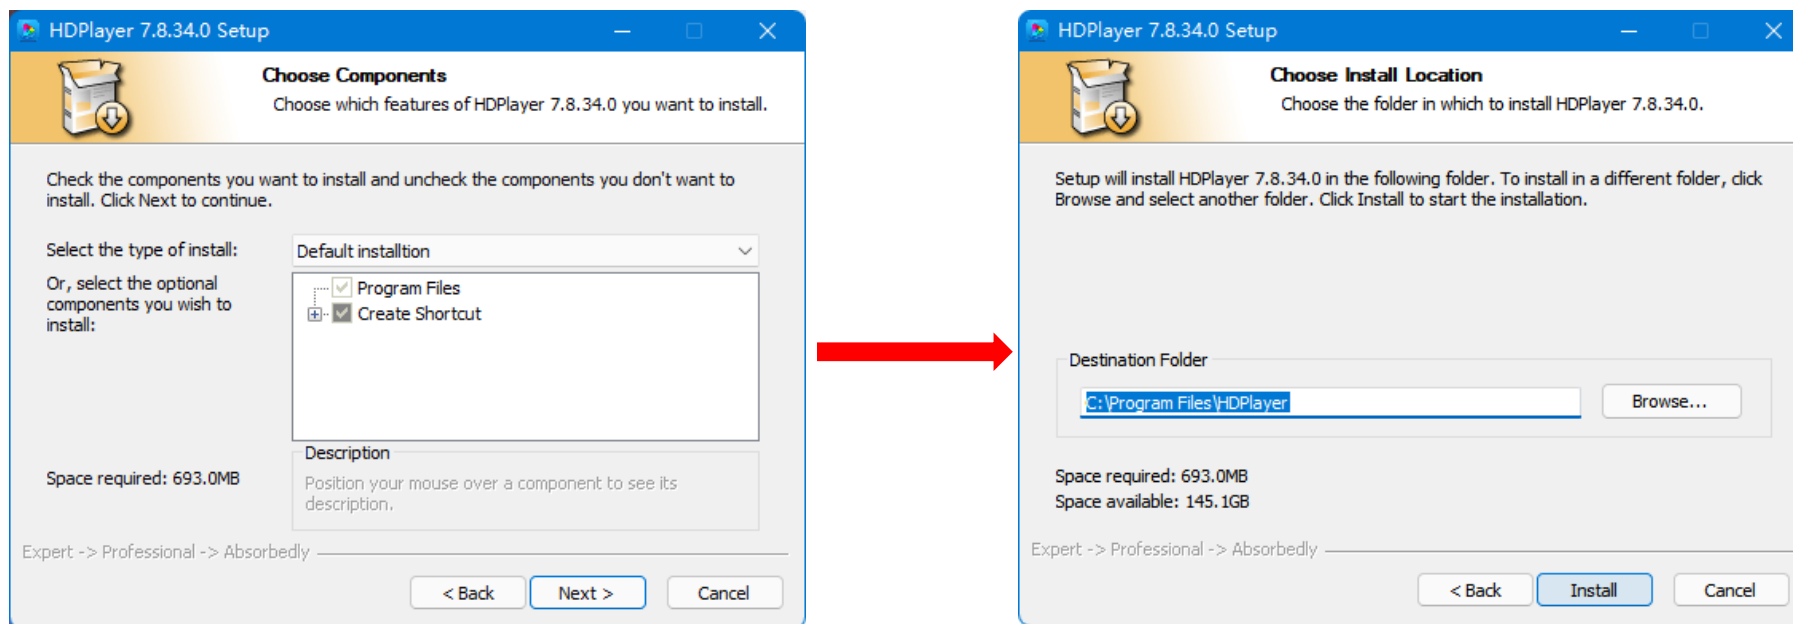 HDPlayer 7.8.34.0 Setup
Choose Components
Choose which features of HDPlayer 7.8.34.0 you want to install.
Check the components you want to install and uncheck the components you don't want to
install. Click Next to continue.
Select the type of install:
Default installtion
Or, select the optional
components you wish to
install:
Program Files
Create Shortcut
Space required: 693.0MB
Description
Position your mouse over a component to see its
description.
Expert -> Professional -> Absorbedly
< Back
Next >
Cancel
HDPlayer 7.8.34.0 Setup
Choose Install Location
Choose the folder in which to install HDPlayer 7.8.34.0.
Setup will install HDPlayer 7.8.34.0 in the following folder. To install in a different folder, click
Browse and select another folder. Click Install to start the installation.
Destination Folder
C:\Program Files\HDPlayer
Browse...
Space required: 693.0MB
Space available: 145.1GB
Expert -> Professional -> Absorbedly
< Back
Install
Cancel